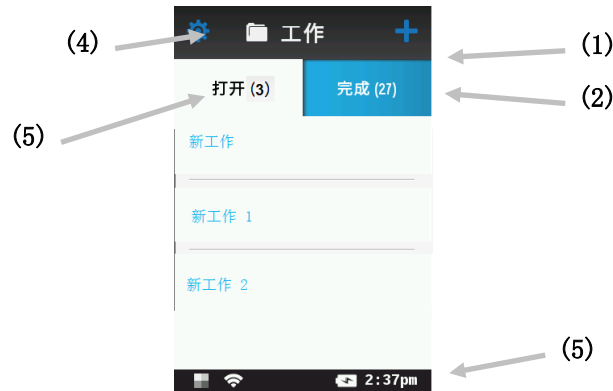 (4)
工作
(1)
打开 (3)
完成 (27)
(2)
(5)
新工作
新工作 1
新工作 2
(5)
2:37pm